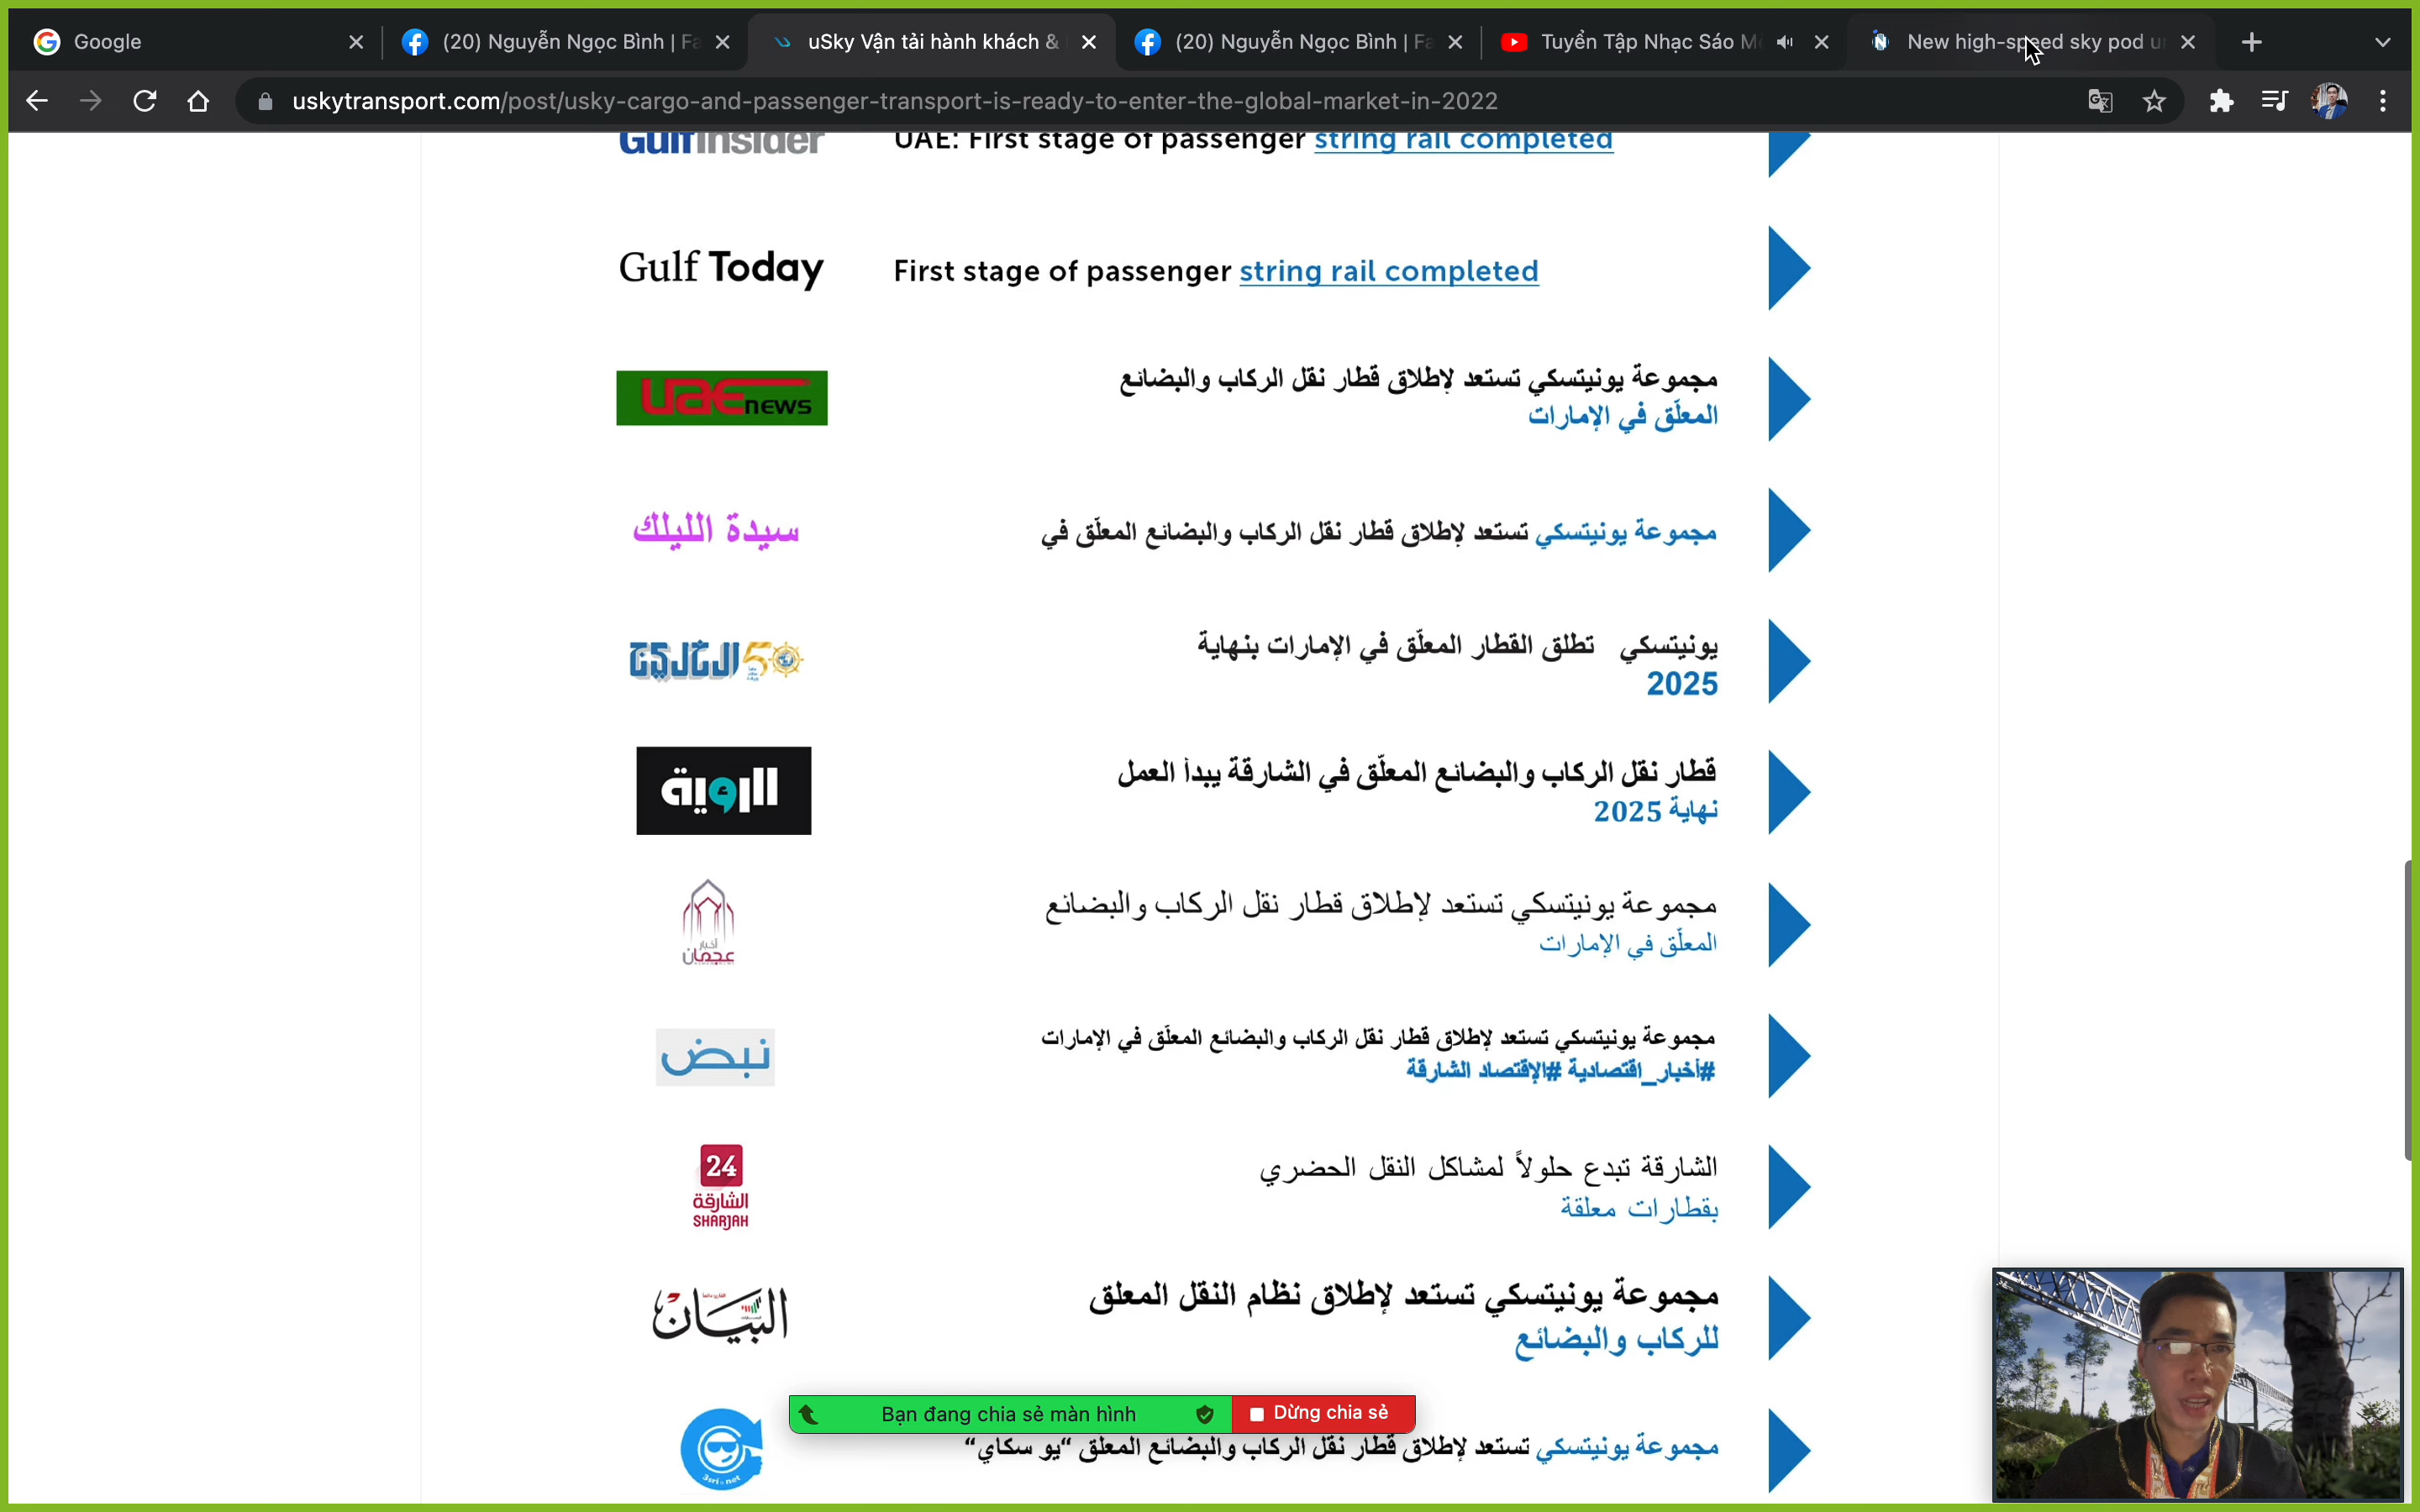 Google
(20) Nguyễn Ngọc Bình | Fa
uSky Vận tải hành khách &
(20) Nguyễn Ngọc Bình | Fa
Tuyển Tập Nhạc Sáo M
New high-speed sky pod u
uskytransport.com/post/usky-cargo-and-passenger-transport-is-ready-to-enter-the-global-market-in-2022
GulfInsider
UAE: First stage of passenger string rail completed
Gulf Today
First stage of passenger string rail completed
UAE NEWS
مجموعة يونيتسكي تستعد لإطلاق قطار نقل الركاب والبضائع
المعلّق في الإمارات
سيدة الليلك
مجموعة يونيتسكي تستعد لإطلاق قطار نقل الركاب والبضائع المعلّق في
الخليج 50
يونيتسكي تطلق القطار المعلّق في الإمارات بنهاية
2025
الرؤية
قطار نقل الركاب والبضائع المعلّق في الشارقة يبدأ العمل
نهاية 2025
أخبار
عجمان
مجموعة يونيتسكي تستعد لإطلاق قطار نقل الركاب والبضائع
المعلّق في الإمارات
نبض
مجموعة يونيتسكي تستعد لإطلاق قطار نقل الركاب والبضائع المعلّق في الإمارات
#أخبار_اقتصادية #الإقتصاد الشارقة
24
الشارقة
SHARJAH
الشارقة تبدع حلولاً لمشاكل النقل الحضري
بقطارات معلقة
البيان
مجموعة يونيتسكي تستعد لإطلاق نظام النقل المعلق
للركاب والبضائع
Bạn đang chia sẻ màn hình
Dừng chia sẻ
3sri.net
مجموعة يونيتسكي تستعد لإطلاق قطار نقل الركاب والبضائع المعلق “يو سكاي“